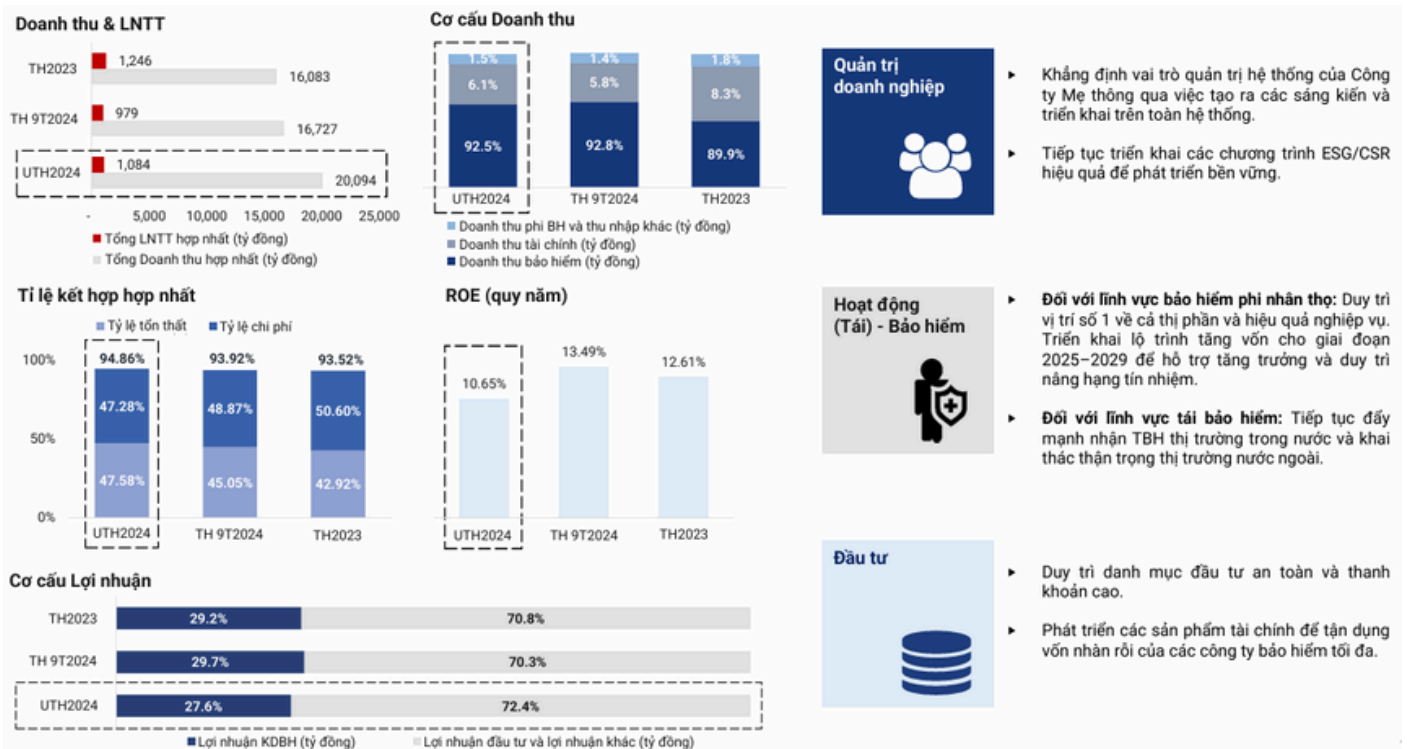 Doanh thu & LNTT
TH2023
1,246
16,083
TH 9T2024
979
16,727
UTH2024
1,084
20,094
- 5,000 10,000 15,000 20,000 25,000
Tổng LNTT hợp nhất (tỷ đồng)
Tổng Doanh thu hợp nhất (tỷ đồng)
Cơ cấu Doanh thu
1.5% 1.4% 1.8%
6.1% 5.8% 8.3%
92.5% 92.8% 89.9%
UTH2024 TH 9T2024 TH2023
Doanh thu phi BH và thu nhập khác (tỷ đồng)
Doanh thu tài chính (tỷ đồng)
Doanh thu bảo hiểm (tỷ đồng)
Tỉ lệ kết hợp hợp nhất
Tỷ lệ tổn thất Tỷ lệ chi phí
100% 94.86% 93.92% 93.52%
47.28% 48.87% 50.60%
50%
47.58% 45.05% 42.92%
0%
UTH2024 TH 9T2024 TH2023
ROE (quy năm)
10.65% 13.49% 12.61%
UTH2024 TH 9T2024 TH2023
Cơ cấu Lợi nhuận
TH2023 29.2% 70.8%
TH 9T2024 29.7% 70.3%
UTH2024 27.6% 72.4%
Lợi nhuận KDBH (tỷ đồng) Lợi nhuận đầu tư và lợi nhuận khác (tỷ đồng)
Quản trị
doanh nghiệp
Khẳng định vai trò quản trị hệ thống của Công
ty Mẹ thông qua việc tạo ra các sáng kiến và
triển khai trên toàn hệ thống.
Tiếp tục triển khai các chương trình ESG/CSR
hiệu quả để phát triển bền vững.
Hoạt động
(Tái) - Bảo hiểm
Đối với lĩnh vực bảo hiểm phi nhân thọ: Duy trì
vị trí số 1 về cả thị phần và hiệu quả nghiệp vụ.
Triển khai lộ trình tăng vốn cho giai đoạn
2025–2029 để hỗ trợ tăng trưởng và duy trì
nâng hạng tín nhiệm.
Đối với lĩnh vực tái bảo hiểm: Tiếp tục đẩy
mạnh nhận TBH thị trường trong nước và khai
thác thận trọng thị trường nước ngoài.
Đầu tư
Duy trì danh mục đầu tư an toàn và thanh
khoản cao.
Phát triển các sản phẩm tài chính để tận dụng
vốn nhàn rỗi của các công ty bảo hiểm tối đa.